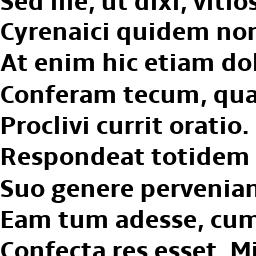 Sed ille, ut dixi, vitios
Cyrenaici quidem non
At enim hic etiam dol
Conferam tecum, qua
Proclivi currit oratio.
Respondeat totidem
Suo genere pervenian
Eam tum adesse, cum
Confecta res esset. Mi